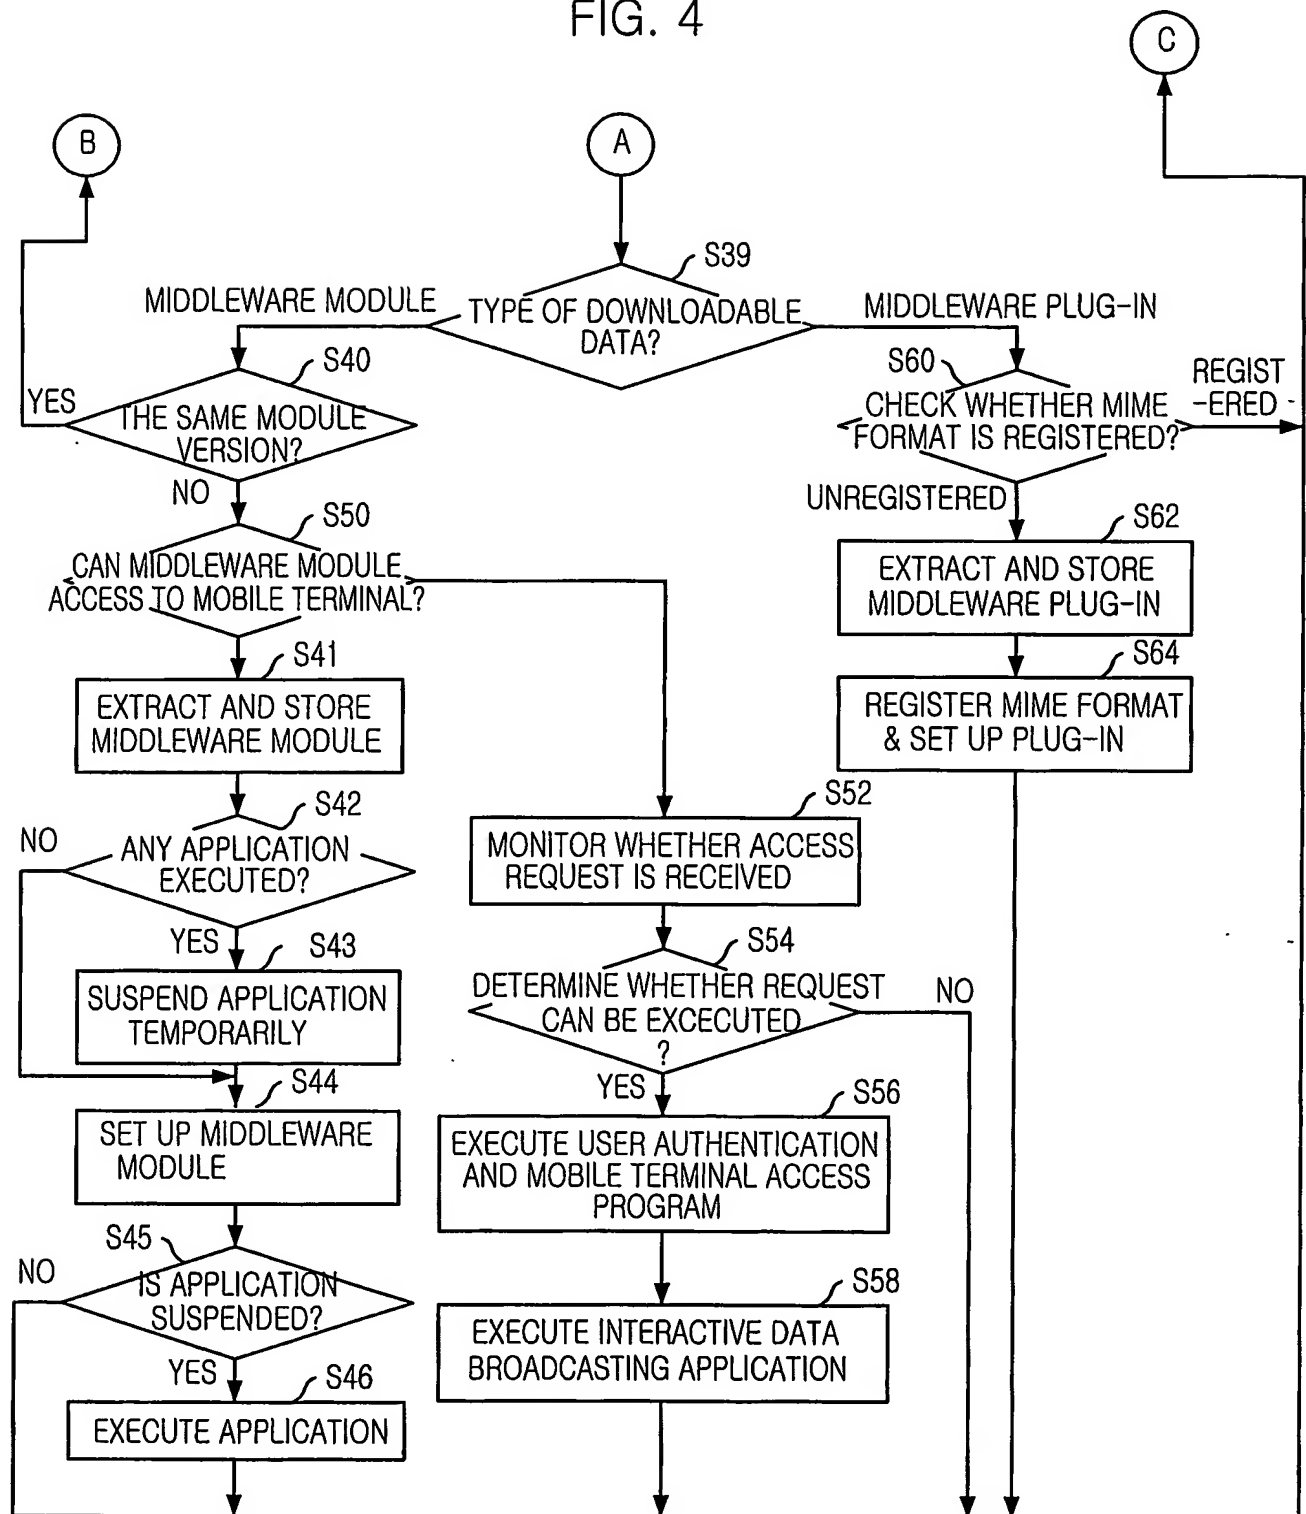 FIG. 4
C
B
A
S39
MIDDLEWARE MODULE
TYPE OF DOWNLOADABLE
DATA?
MIDDLEWARE PLUG-IN
S40
YES
THE SAME MODULE
VERSION?
NO
S60
CHECK WHETHER MIME
FORMAT IS REGISTERED?
REGIST
-ERED
UNREGISTERED
S50
CAN MIDDLEWARE MODULE
ACCESS TO MOBILE TERMINAL?
S62
EXTRACT AND STORE
MIDDLEWARE PLUG-IN
S41
EXTRACT AND STORE
MIDDLEWARE MODULE
S64
REGISTER MIME FORMAT
& SET UP PLUG-IN
S42
NO
ANY APPLICATION
EXECUTED?
YES
S52
MONITOR WHETHER ACCESS
REQUEST IS RECEIVED
S43
SUSPEND APPLICATION
TEMPORARILY
S54
DETERMINE WHETHER REQUEST
CAN BE EXCECUTED
?
NO
YES
S44
SET UP MIDDLEWARE
MODULE
S56
EXECUTE USER AUTHENTICATION
AND MOBILE TERMINAL ACCESS
PROGRAM
S45
NO
IS APPLICATION
SUSPENDED?
YES
S58
EXECUTE INTERACTIVE DATA
BROADCASTING APPLICATION
S46
EXECUTE APPLICATION